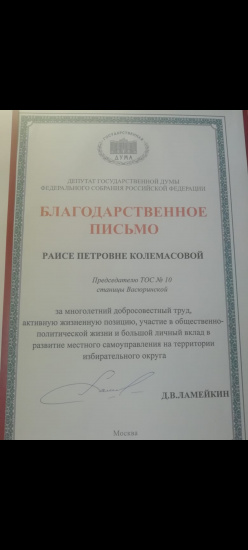 ГОСУДАРСТВЕННАЯ
ДУМА
ДЕПУТАТ ГОСУДАРСТВЕННОЙ ДУМЫ
ФЕДЕРАЛЬНОГО СОБРАНИЯ РОССИЙСКОЙ ФЕДЕРАЦИИ
БЛАГОДАРСТВЕННОЕ
ПИСЬМО
РАИСЕ ПЕТРОВНЕ КОЛЕМАСОВОЙ
Председателю ТОС № 10
станицы
за многолетний добросовестный труд,
активную жизненную позицию, участие в общественно-
политической жизни и большой личный вклад в
развитие местного самоуправления на территории
избирательного округа
Д.В.ЛАМЕЙКИН
Москва